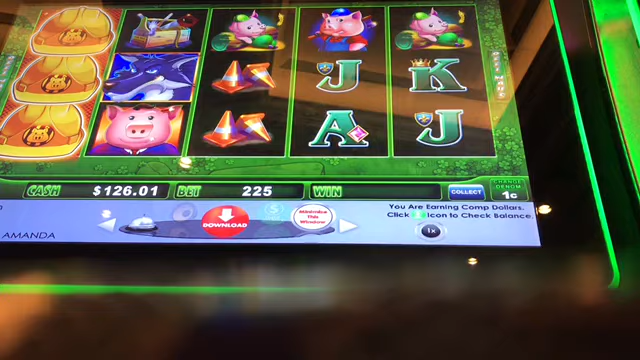 J
K
A
J
CASH $126.01 BET 225 WIN COLLECT CHANGE DENOM 1¢
AMANDA
DOWNLOAD
Minimize
This
Window
You Are Earning Comp Dollars.
Click Icon to Check Balance.
1x